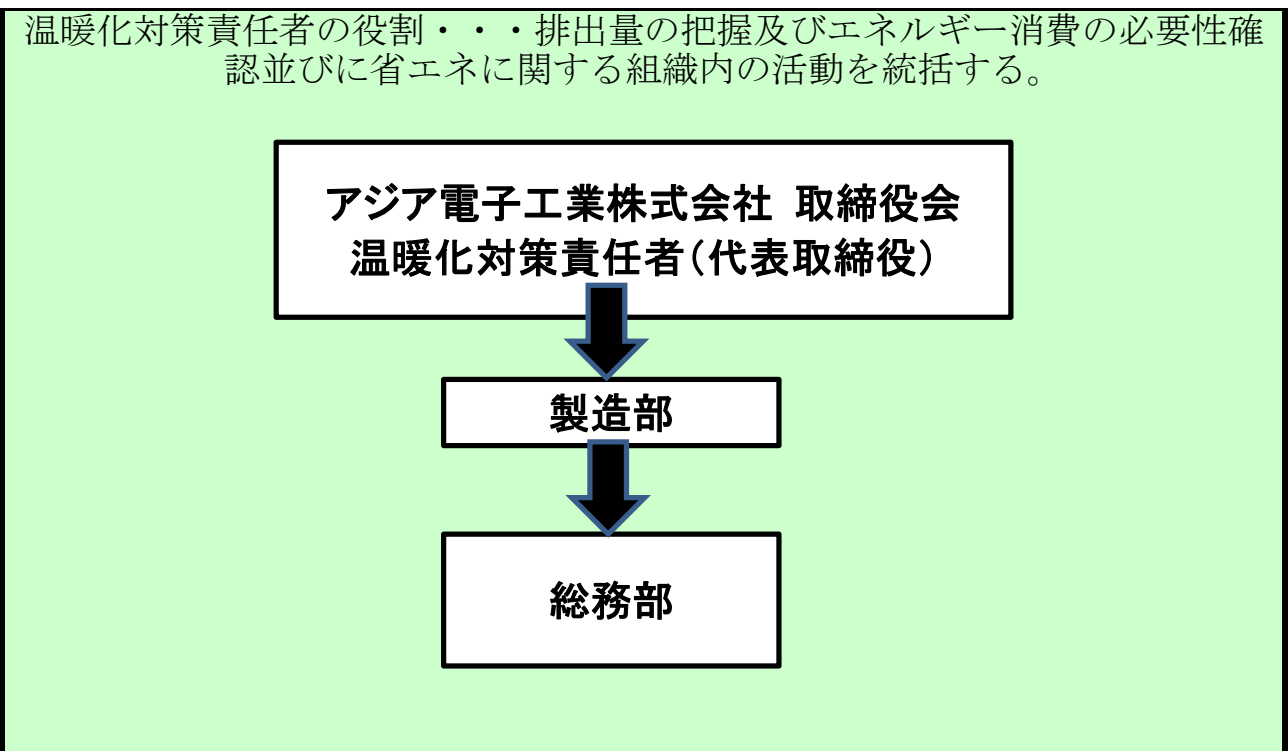 温暖化対策責任者の役割・・・排出量の把握及びエネルギー消費の必要性確
認並びに省エネに関する組織内の活動を統括する。
アジア電子工業株式会社 取締役会
温暖化対策責任者(代表取締役)
製造部
総務部